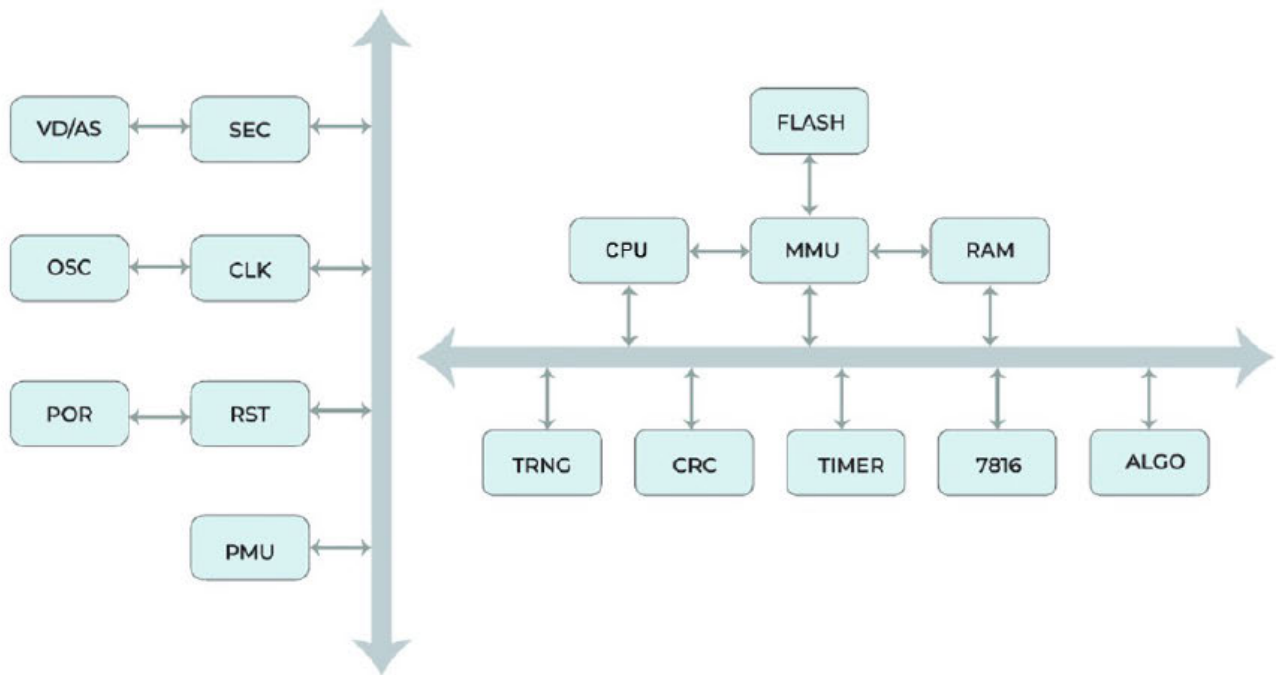 VD/AS
SEC
OSC
CLK
POR
RST
PMU
FLASH
CPU
MMU
RAM
TRNG
CRC
TIMER
7816
ALGO